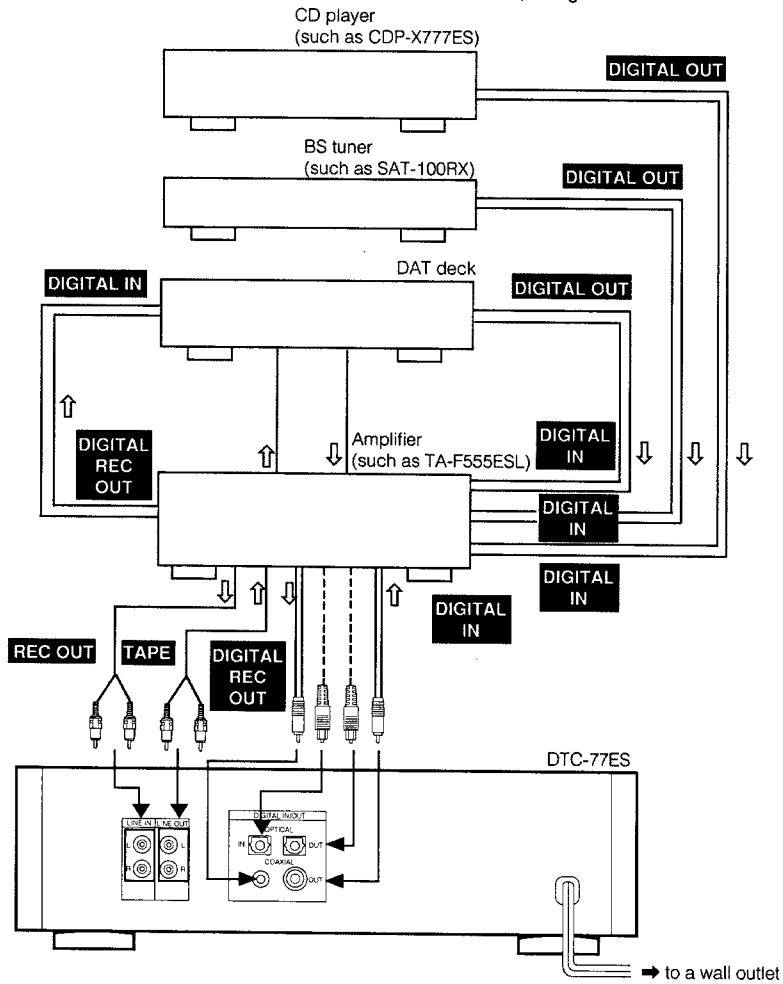 CD player
(such as CDP-X777ES)
DIGITAL OUT
BS tuner
(such as SAT-100RX)
DIGITAL OUT
DAT deck
DIGITAL IN
DIGITAL OUT
DIGITAL
REC
OUT
Amplifier
(such as TA-F555ESL)
DIGITAL
IN
DIGITAL
IN
DIGITAL
IN
DIGITAL
IN
REC OUT
TAPE
DIGITAL
REC
OUT
DTC-77ES
LINE IN
LINE OUT
L
L
R
R
DIGITAL IN/OUT
OPTICAL
IN
OUT
COAXIAL
OUT
➡ to a wall outlet